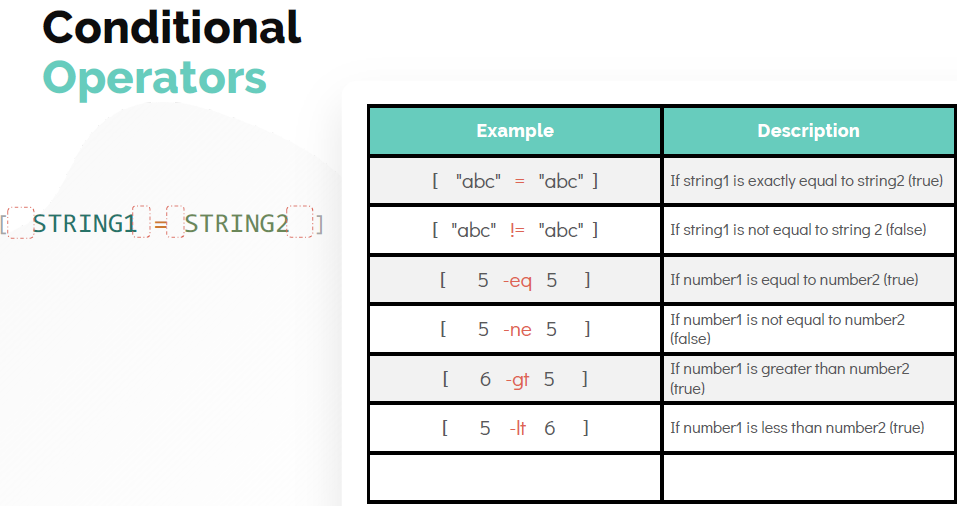 Conditional
Operators
[ STRING1 = STRING2 ]
Example Description
[ "abc" = "abc" ] If string1 is exactly equal to string2 (true)
[ "abc" != "abc" ] If string1 is not equal to string 2 (false)
[ 5 -eq 5 ] If number1 is equal to number2 (true)
[ 5 -ne 5 ] If number1 is not equal to number2
(false)
[ 6 -gt 5 ] If number1 is greater than number2
(true)
[ 5 -lt 6 ] If number1 is less than number2 (true)